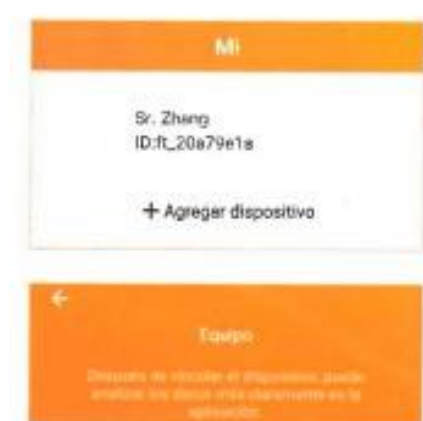 Mi
Sr. Zhang
ID:ft_20a79e1a
+ Agregar dispositivo
←
Equipo
Después de vincular el dispositivo, puede
analizar los datos más claramente en la
aplicación.